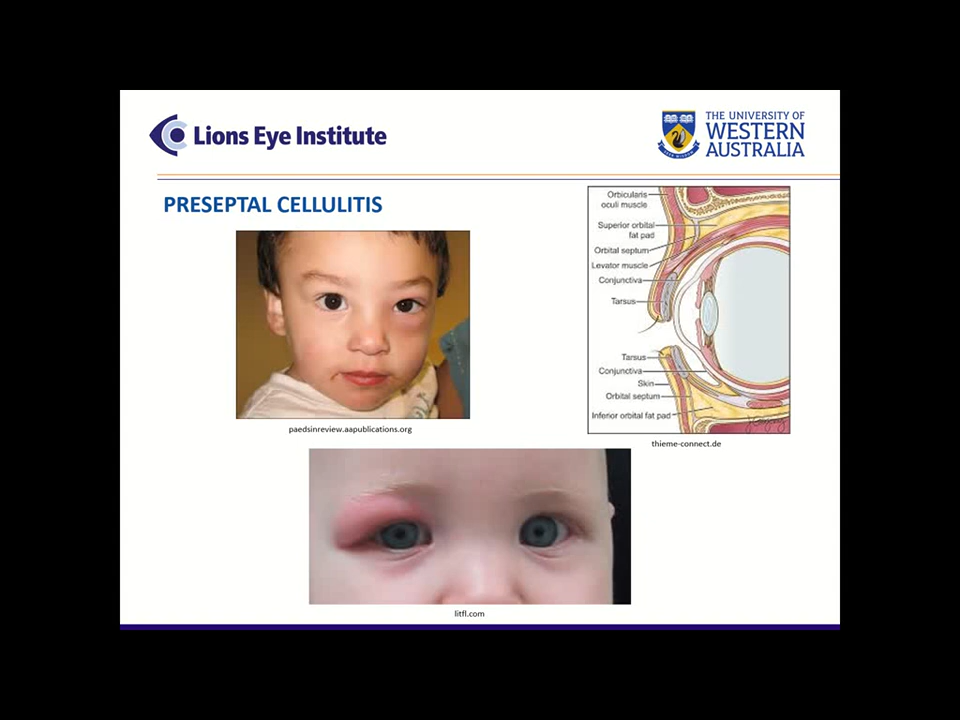 Lions Eye Institute
THE UNIVERSITY OF
WESTERN
AUSTRALIA
PRESEPTAL CELLULITIS
Orbicularis
oculi muscle
Superior orbital
fat pad
Orbital septum
Levator muscle
Conjunctiva
Tarsus
Tarsus
Conjunctiva
Skin
Orbital septum
Inferior orbital fat pad
paedsinreview.aapublications.org
thieme-connect.de
litfl.com